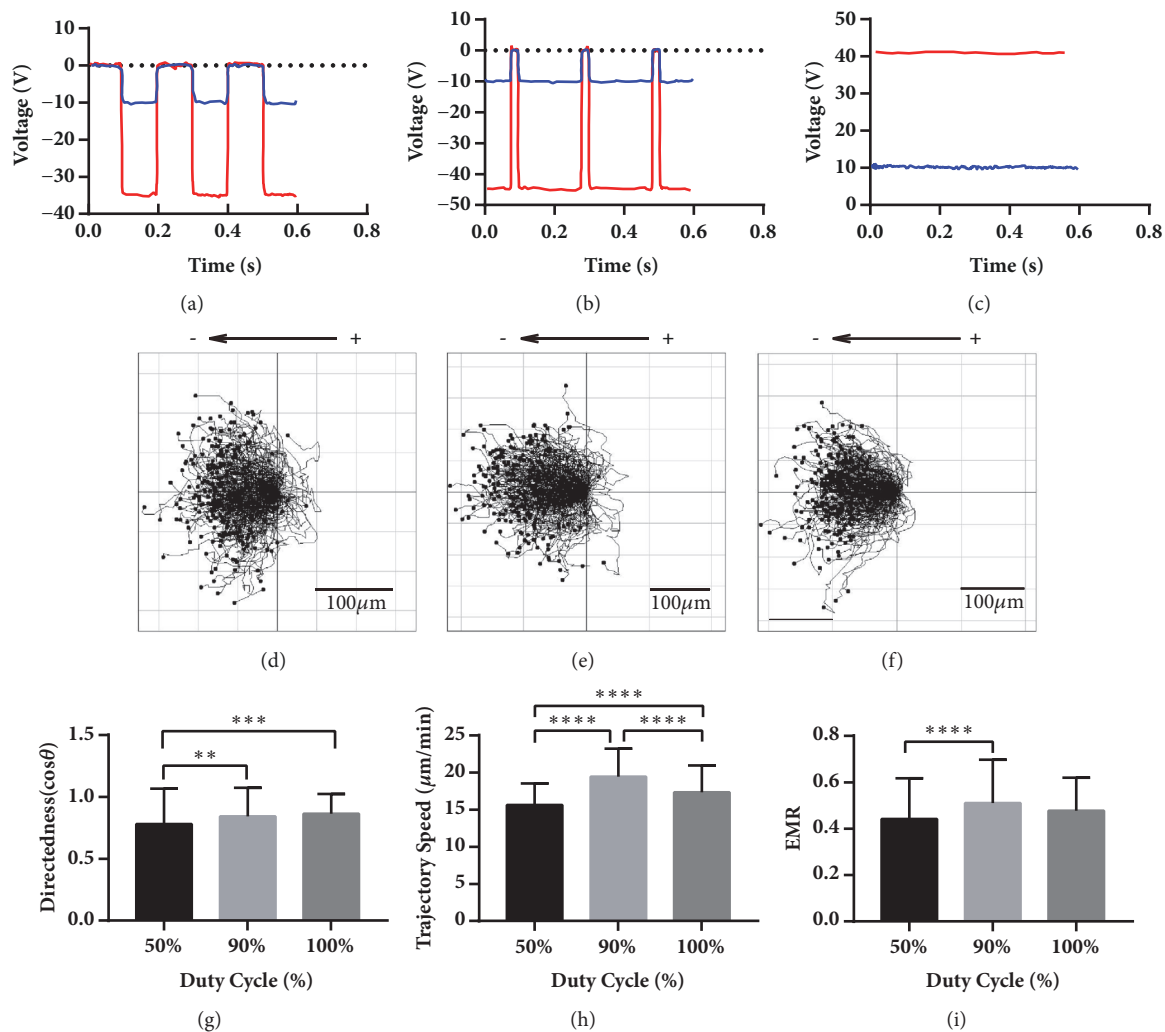 10
0
−10
−20
−30
−40
Voltage (V)
0.0 0.2 0.4 0.6 0.8
Time (s)
(a)
10
0
−10
−20
−30
−40
−50
Voltage (V)
0.0 0.2 0.4 0.6 0.8
Time (s)
(b)
50
40
30
20
10
0
Voltage (V)
0.0 0.2 0.4 0.6 0.8
Time (s)
(c)
- +
100μm
(d)
- +
100μm
(e)
- +
100μm
(f)
1.5
1.0
0.5
0.0
Directedness(cosθ)
***
**
50% 90% 100%
Duty Cycle (%)
(g)
25
20
15
10
5
0
Trajectory Speed (μm/min)
****
**** ****
50% 90% 100%
Duty Cycle (%)
(h)
0.8
0.6
0.4
0.2
0.0
EMR
****
50% 90% 100%
Duty Cycle (%)
(i)